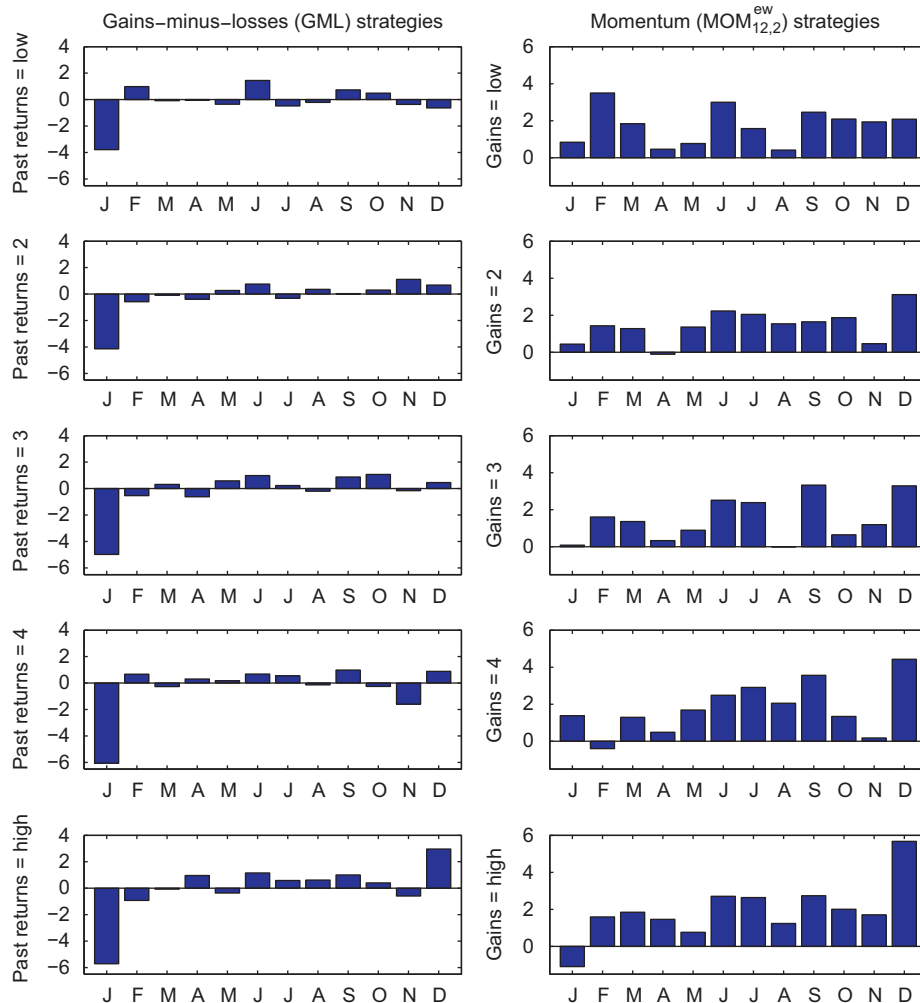 Gains−minus−losses (GML) strategies
Past returns = low
4
2
0
−2
−4
−6
J F M A M J J A S O N D
Past returns = 2
4
2
0
−2
−4
−6
J F M A M J J A S O N D
Past returns = 3
4
2
0
−2
−4
−6
J F M A M J J A S O N D
Past returns = 4
4
2
0
−2
−4
−6
J F M A M J J A S O N D
Past returns = high
4
2
0
−2
−4
−6
J F M A M J J A S O N D
Momentum (MOM^{ew}_{12,2}) strategies
Gains = low
6
4
2
0
J F M A M J J A S O N D
Gains = 2
6
4
2
0
J F M A M J J A S O N D
Gains = 3
6
4
2
0
J F M A M J J A S O N D
Gains = 4
6
4
2
0
J F M A M J J A S O N D
Gains = high
6
4
2
0
J F M A M J J A S O N D